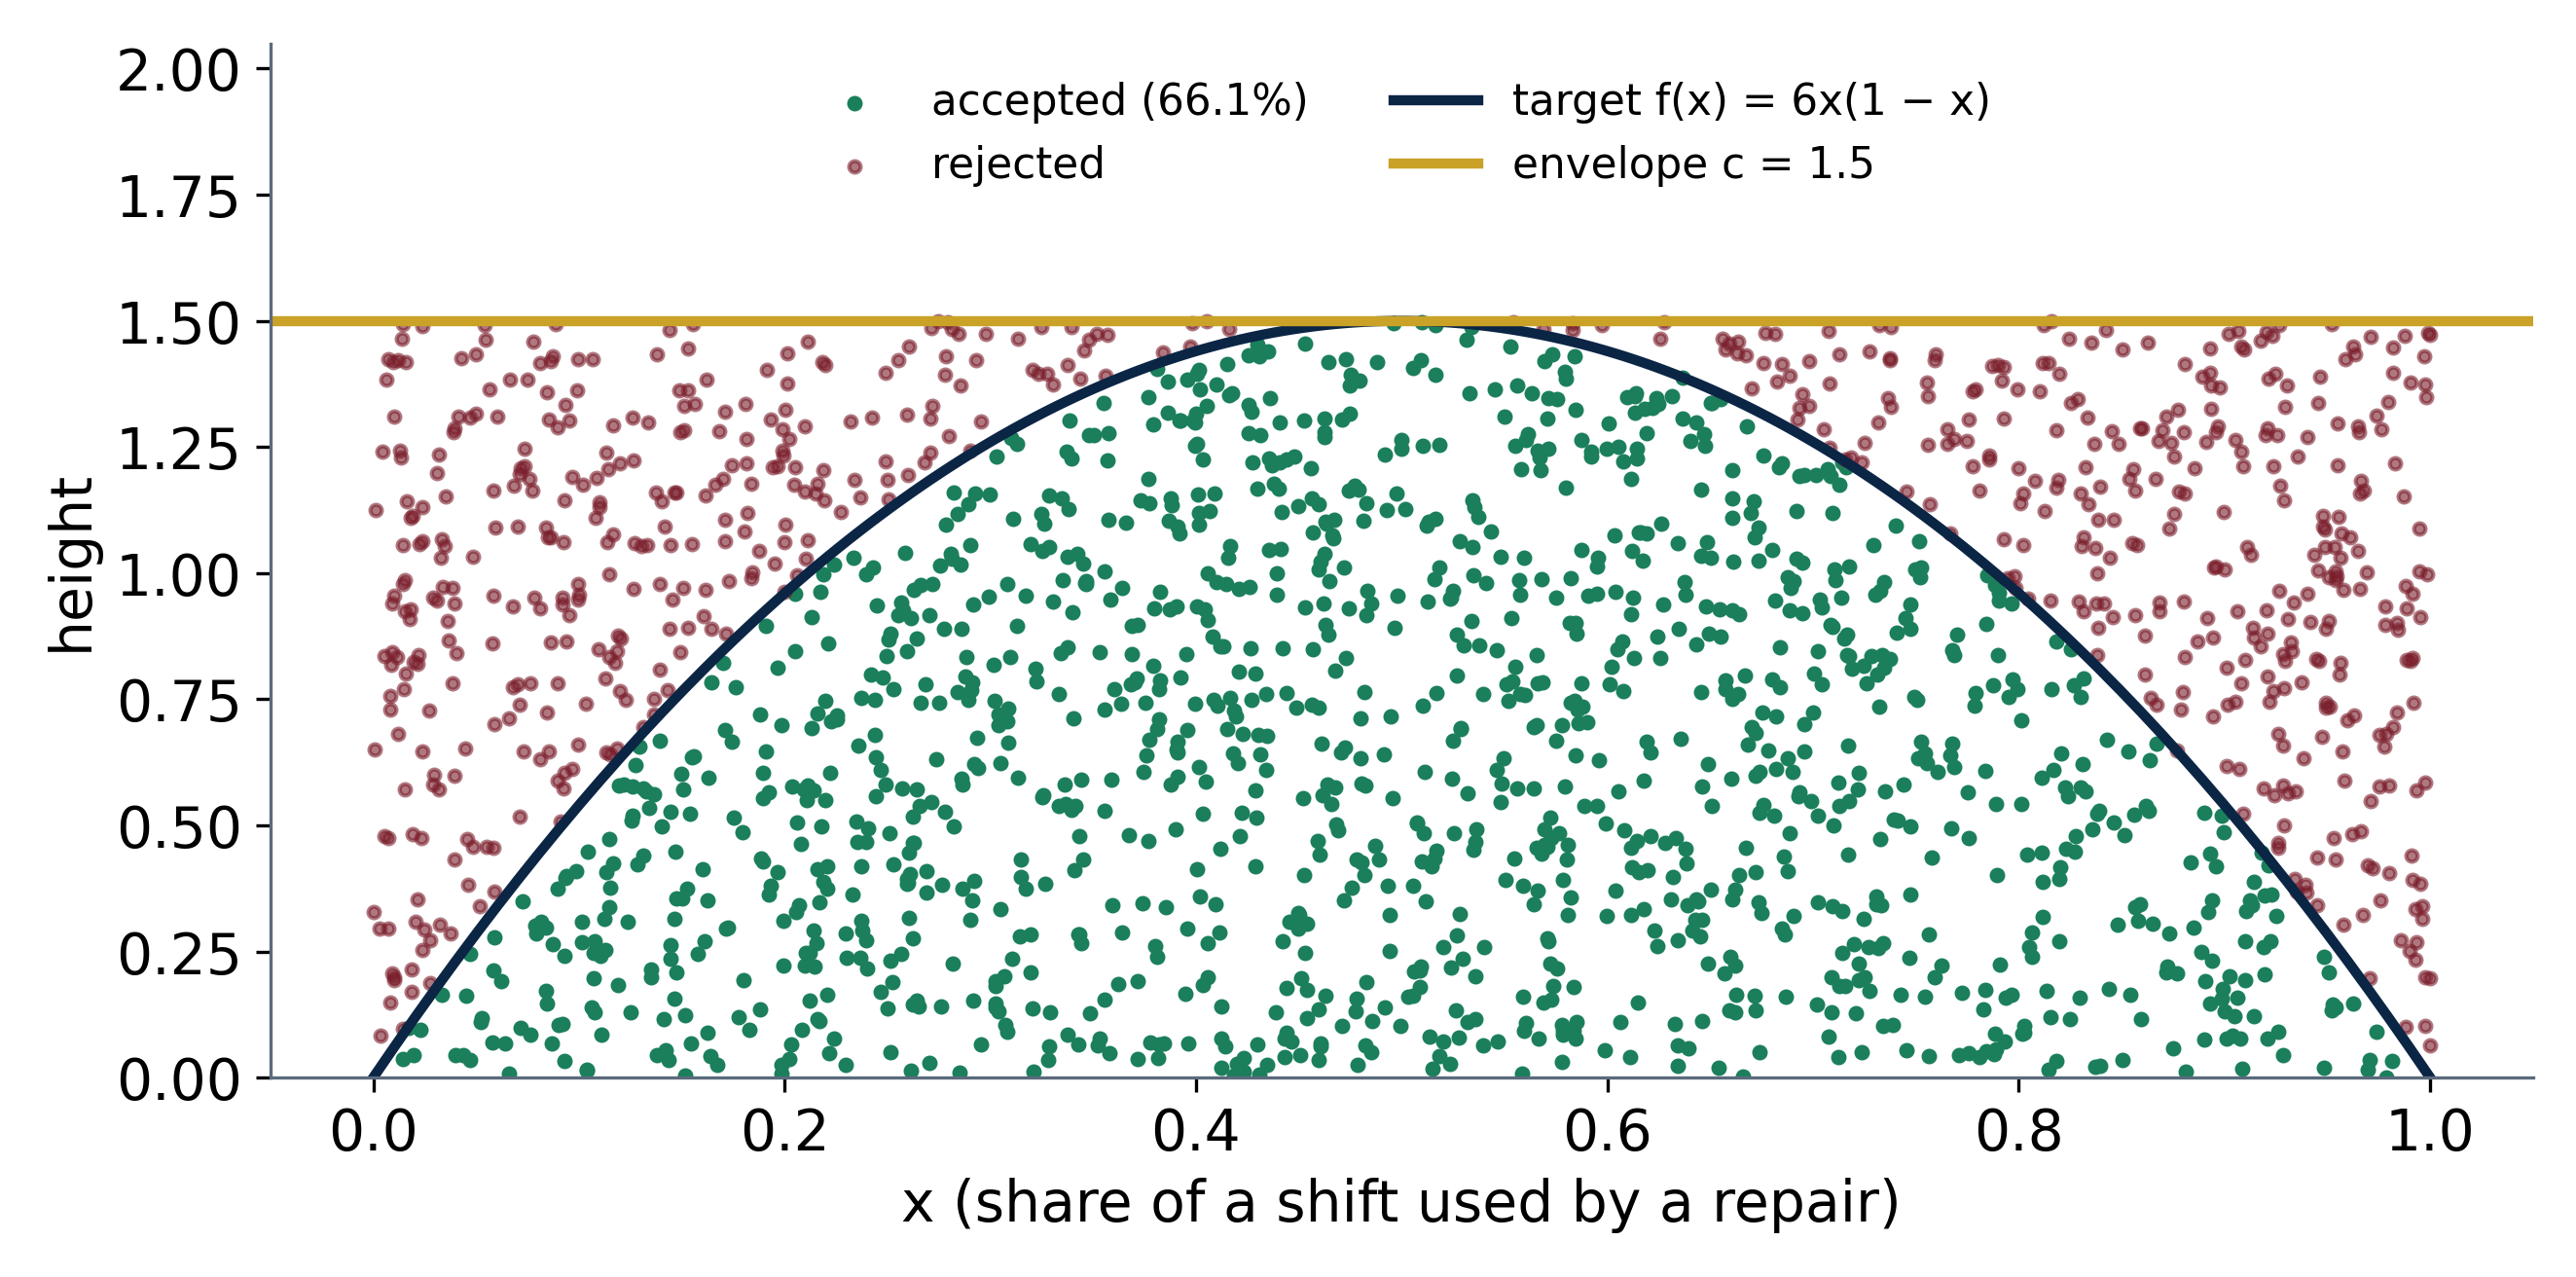 2.00
1.75
1.50
1.25
1.00
0.75
0.50
0.25
0.00
height
accepted (66.1%)
rejected
target f(x) = 6x(1 − x)
envelope c = 1.5
0.0 0.2 0.4 0.6 0.8 1.0
x (share of a shift used by a repair)